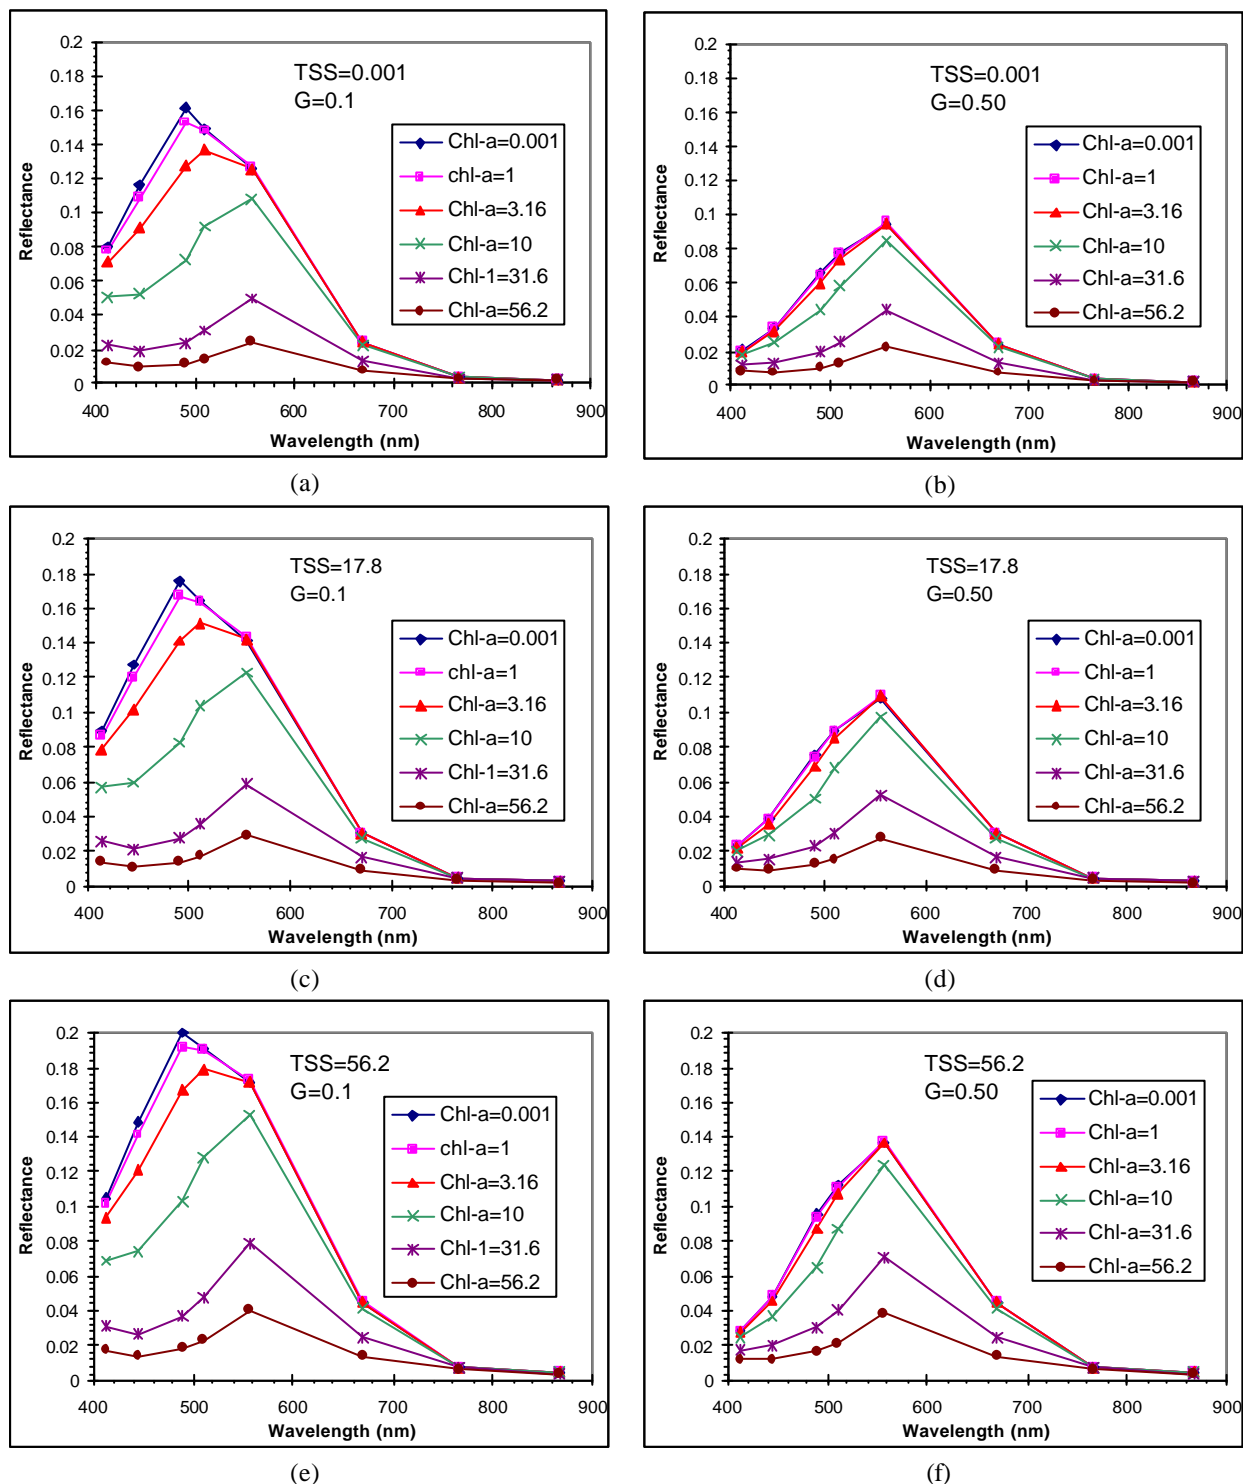 0.2
0.18
0.16
0.14
0.12
0.1
0.08
0.06
0.04
0.02
0
Reflectance
TSS=0.001
G=0.1
Chl-a=0.001
chl-a=1
Chl-a=3.16
Chl-a=10
Chl-1=31.6
Chl-a=56.2
400 500 600 700 800 900
Wavelength (nm)
(a)
0.2
0.18
0.16
0.14
0.12
0.1
0.08
0.06
0.04
0.02
0
Reflectance
TSS=0.001
G=0.50
Chl-a=0.001
Chl-a=1
Chl-a=3.16
Chl-a=10
Chl-a=31.6
Chl-a=56.2
400 500 600 700 800 900
Wavelength (nm)
(b)
0.2
0.18
0.16
0.14
0.12
0.1
0.08
0.06
0.04
0.02
0
Reflectance
TSS=17.8
G=0.1
Chl-a=0.001
chl-a=1
Chl-a=3.16
Chl-a=10
Chl-1=31.6
Chl-a=56.2
400 500 600 700 800 900
Wavelength (nm)
(c)
0.2
0.18
0.16
0.14
0.12
0.1
0.08
0.06
0.04
0.02
0
Reflectance
TSS=17.8
G=0.50
Chl-a=0.001
Chl-a=1
Chl-a=3.16
Chl-a=10
Chl-a=31.6
Chl-a=56.2
400 500 600 700 800 900
Wavelength (nm)
(d)
0.2
0.18
0.16
0.14
0.12
0.1
0.08
0.06
0.04
0.02
0
Reflectance
TSS=56.2
G=0.1
Chl-a=0.001
chl-a=1
Chl-a=3.16
Chl-a=10
Chl-1=31.6
Chl-a=56.2
400 500 600 700 800 900
Wavelength (nm)
(e)
0.2
0.18
0.16
0.14
0.12
0.1
0.08
0.06
0.04
0.02
0
Reflectance
TSS=56.2
G=0.50
Chl-a=0.001
Chl-a=1
Chl-a=3.16
Chl-a=10
Chl-a=31.6
Chl-a=56.2
400 500 600 700 800 900
Wavelength (nm)
(f)